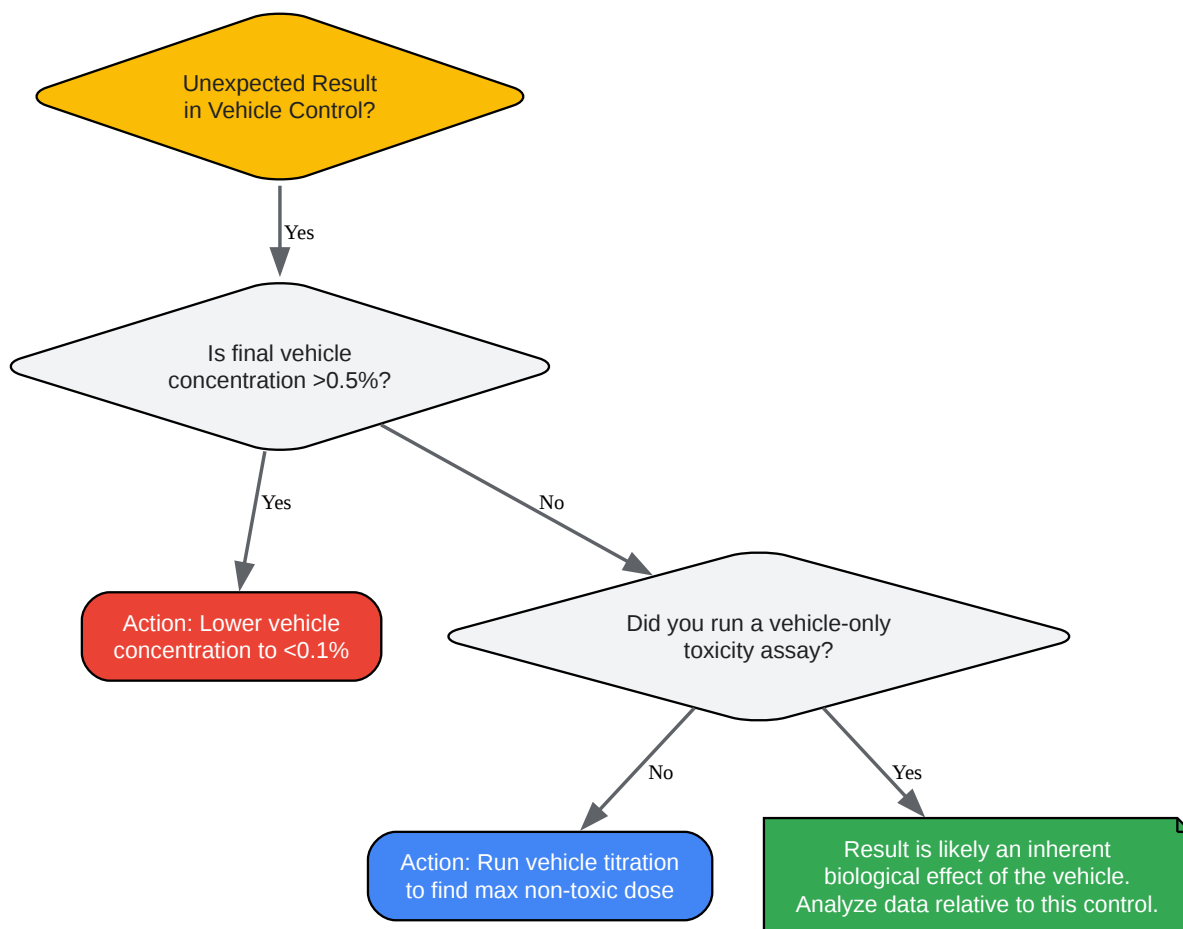 Unexpected Result
in Vehicle Control?
Yes
Is final vehicle
concentration >0.5%?
Yes
No
Action: Lower vehicle
concentration to <0.1%
Did you run a vehicle-only
toxicity assay?
No
Yes
Action: Run vehicle titration
to find max non-toxic dose
Result is likely an inherent
biological effect of the vehicle.
Analyze data relative to this control.